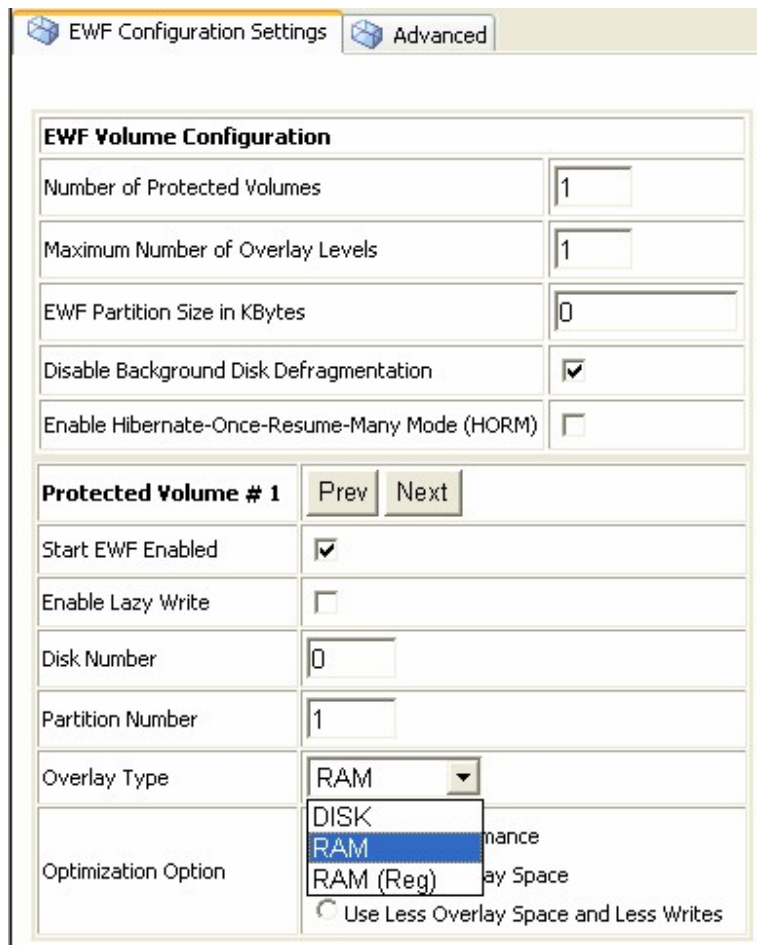 EWF Configuration Settings Advanced
EWF Volume Configuration
Number of Protected Volumes 1
Maximum Number of Overlay Levels 1
EWF Partition Size in KBytes 0
Disable Background Disk Defragmentation
Enable Hibernate-Once-Resume-Many Mode (HORM)
Protected Volume # 1 Prev Next
Start EWF Enabled
Enable Lazy Write
Disk Number 0
Partition Number 1
Overlay Type RAM
DISK
RAM
Optimization Option RAM (Reg) ay Space
Use Less Overlay Space and Less Writes